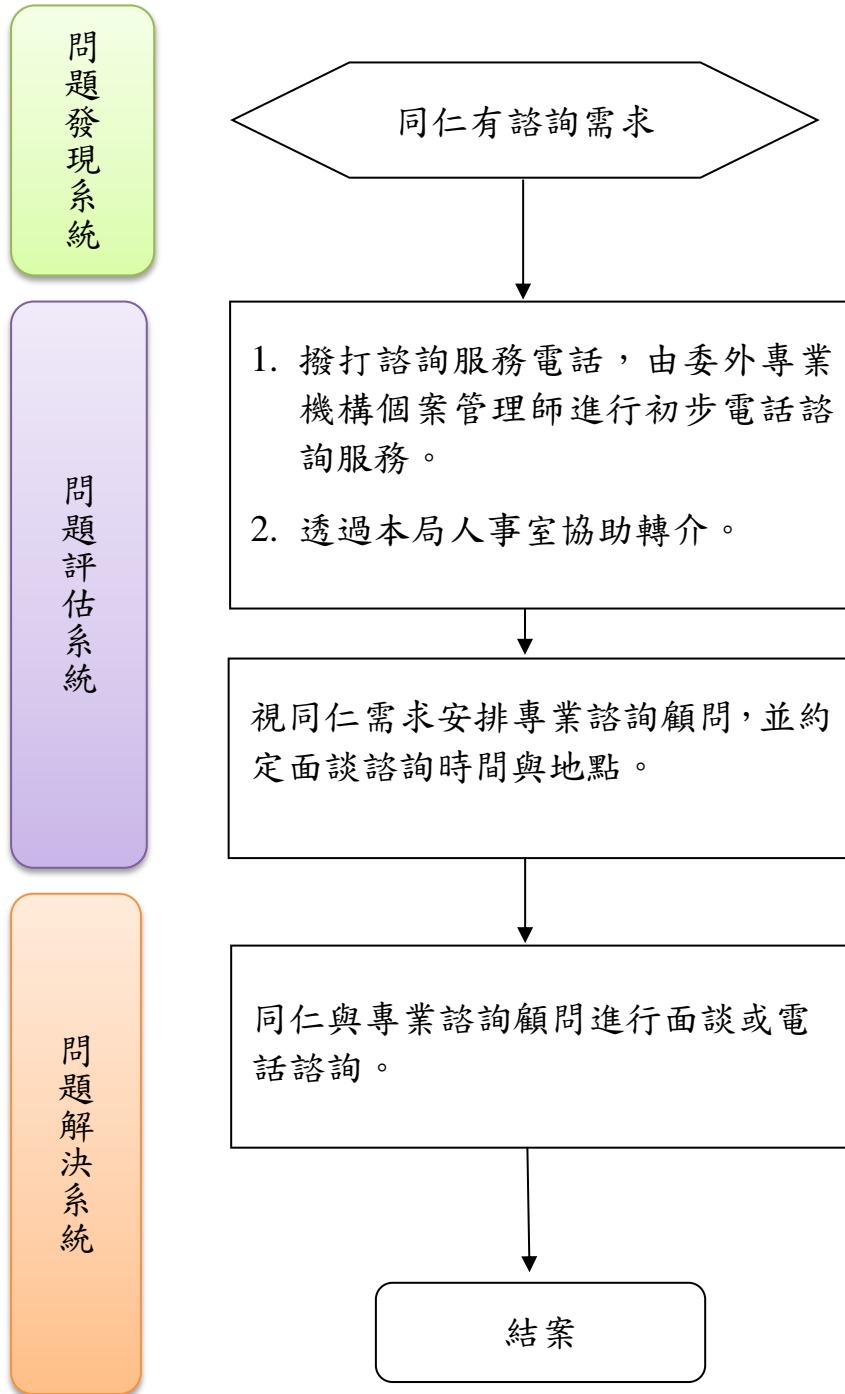 問題發現系統
同仁有諮詢需求
問題評估系統
1. 撥打諮詢服務電話,由委外專業
機構個案管理師進行初步電話諮
詢服務。
2. 透過本局人事室協助轉介。
視同仁需求安排專業諮詢顧問,並約
定面談諮詢時間與地點。
問題解決系統
同仁與專業諮詢顧問進行面談或電
話諮詢。
結案